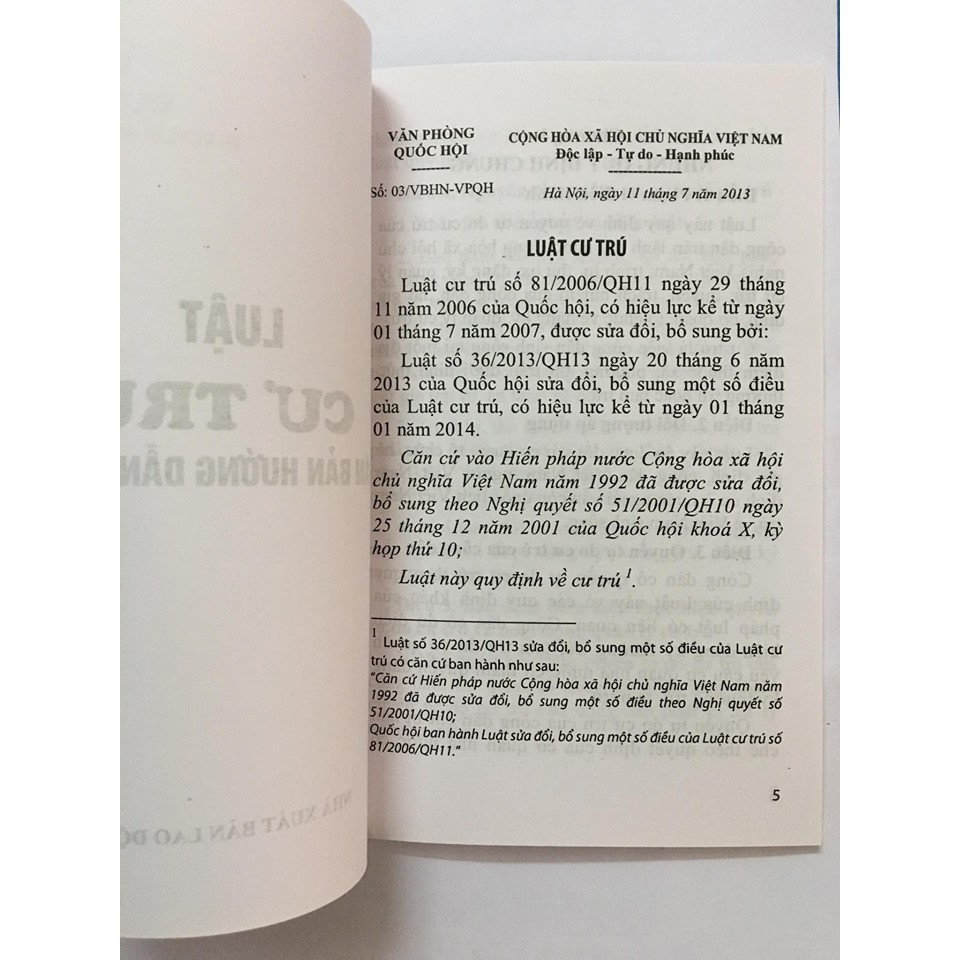 VĂN PHÒNG
QUỐC HỘI
--------
Số: 03/VBHN-VPQH
CỘNG HÒA XÃ HỘI CHỦ NGHĨA VIỆT NAM
Độc lập - Tự do - Hạnh phúc
---------------
Hà Nội, ngày 11 tháng 7 năm 2013
LUẬT CƯ TRÚ
Luật cư trú số 81/2006/QH11 ngày 29 tháng
11 năm 2006 của Quốc hội, có hiệu lực kể từ ngày
01 tháng 7 năm 2007, được sửa đổi, bổ sung bởi:
Luật số 36/2013/QH13 ngày 20 tháng 6 năm
2013 của Quốc hội sửa đổi, bổ sung một số điều
của Luật cư trú, có hiệu lực kể từ ngày 01 tháng
01 năm 2014.
Căn cứ vào Hiến pháp nước Cộng hòa xã hội
chủ nghĩa Việt Nam năm 1992 đã được sửa đổi,
bổ sung theo Nghị quyết số 51/2001/QH10 ngày
25 tháng 12 năm 2001 của Quốc hội khoá X, kỳ
họp thứ 10;
Luật này quy định về cư trú 1.
1 Luật số 36/2013/QH13 sửa đổi, bổ sung một số điều của Luật cư
trú có căn cứ ban hành như sau:
"Căn cứ Hiến pháp nước Cộng hòa xã hội chủ nghĩa Việt Nam năm
1992 đã được sửa đổi, bổ sung một số điều theo Nghị quyết số
51/2001/QH10;
Quốc hội ban hành Luật sửa đổi, bổ sung một số điều của Luật cư trú số
81/2006/QH11."
5
LUẬT
CƯ TRÚ
BẢN HƯỚNG DẪN
NHÀ XUẤT BẢN LAO